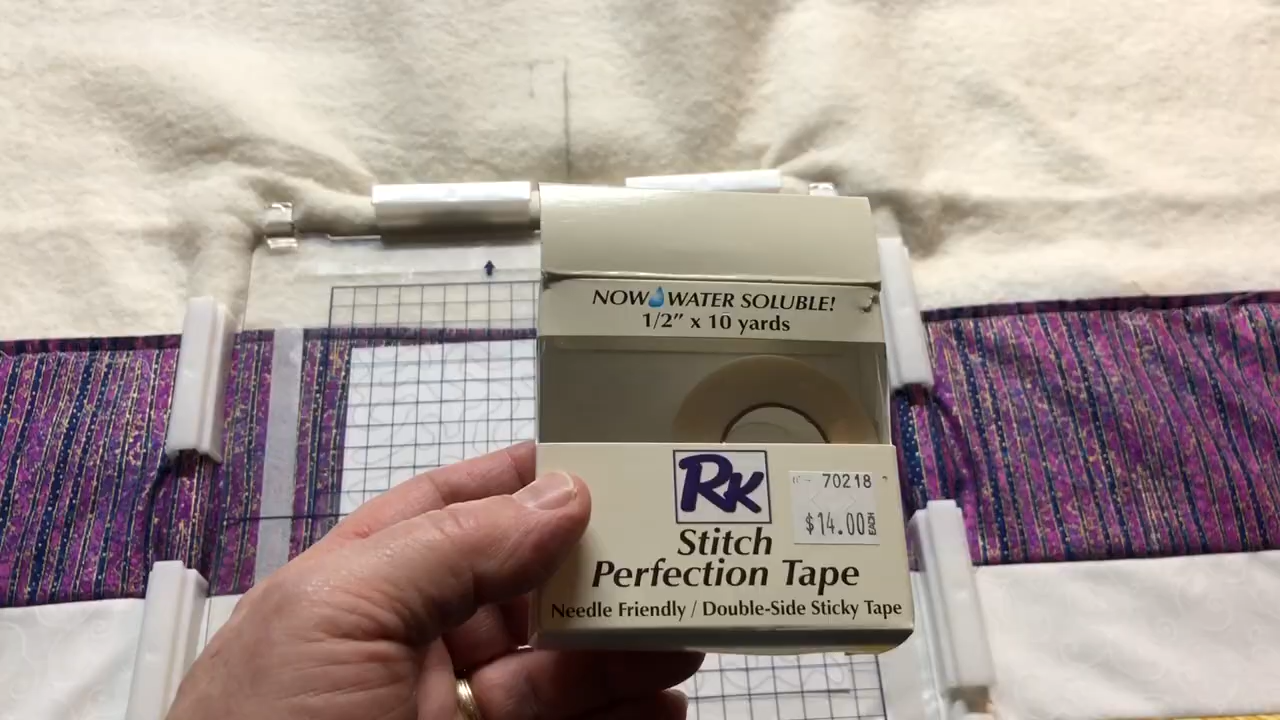 NOW WATER SOLUBLE!
1/2" x 10 yards
RK
70218
$14.00 EACH
Stitch
Perfection Tape
Needle Friendly / Double-Side Sticky Tape